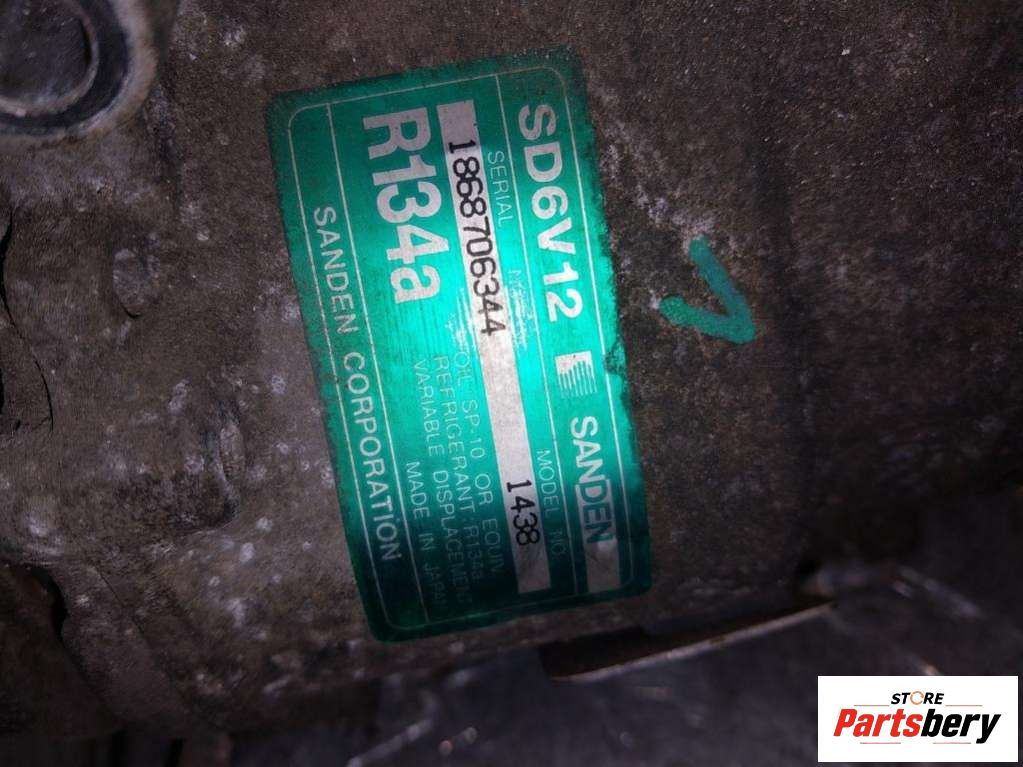 SD6V12 SANDEN
SERIAL MODEL NO.
1868706344 1438
R134a
OIL SP-10 OR EQUIV
REFRIGERANT:R134a
VARIABLE DISPLACEMENT
MADE IN JAPAN
SANDEN CORPORATION
STORE
Partsbery